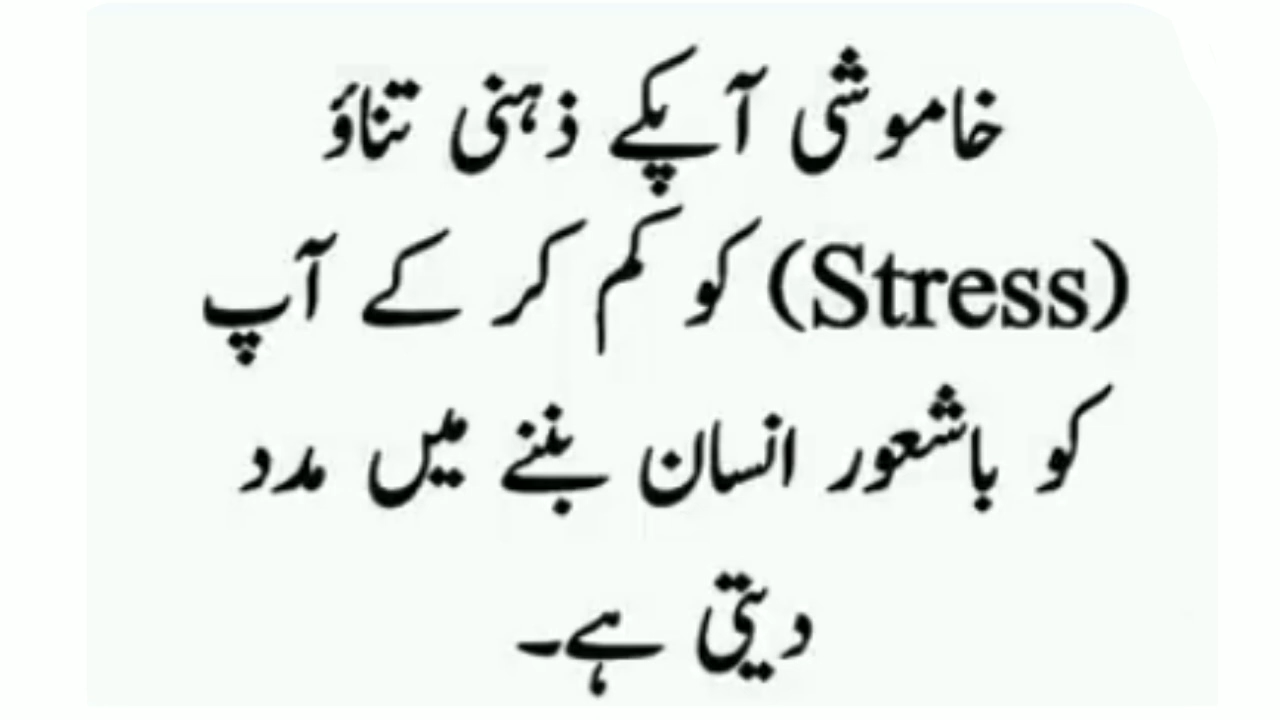 خاموشی آپکے ذہنی تناؤ
(Stress) کو کم کر کے آپ
کو باشعور انسان بننے میں مدد
دیتی ہے۔